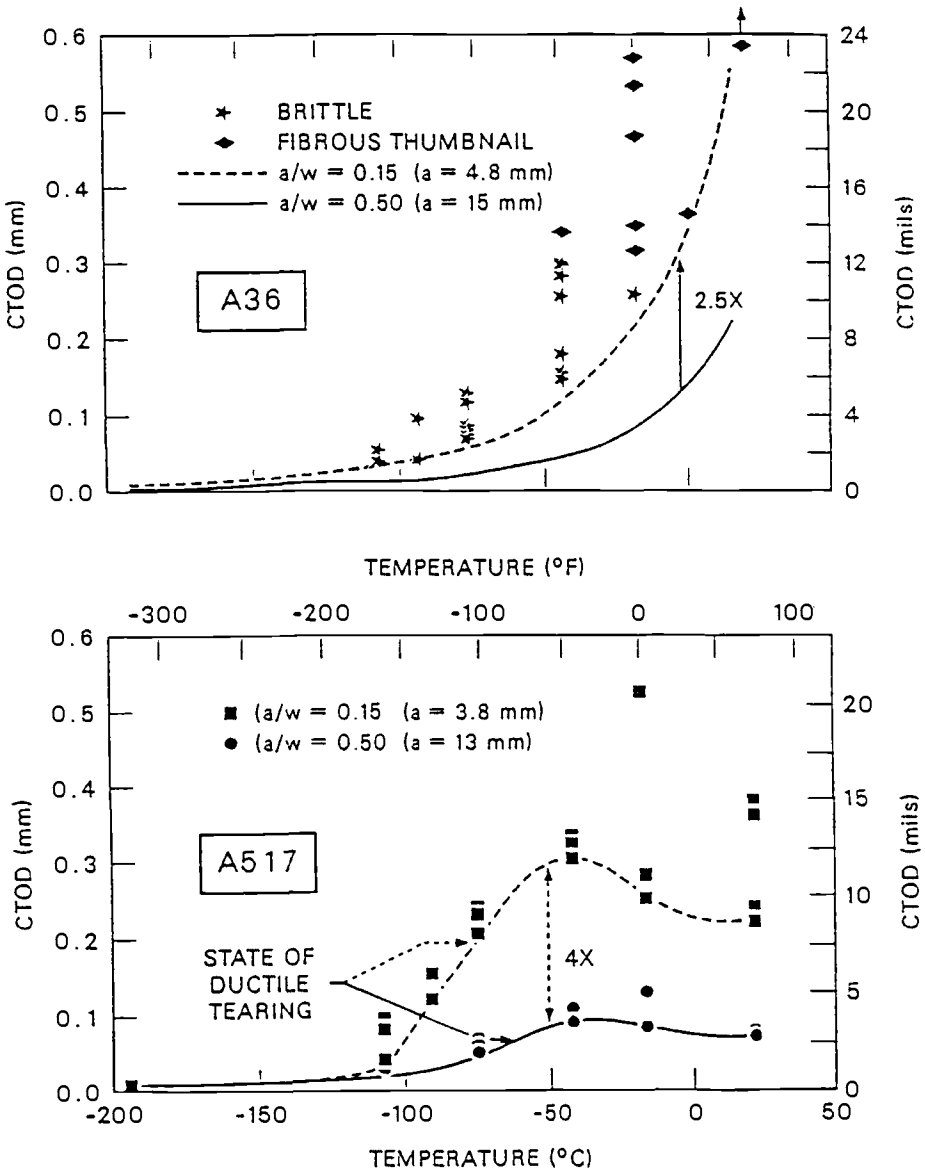 0.6
0.5
0.4
0.3
0.2
0.1
0.0
CTOD (mm)
BRITTLE
FIBROUS THUMBNAIL
a/w = 0.15 (a = 4.8 mm)
a/w = 0.50 (a = 15 mm)
A36
2.5X
24
20
16
12
8
4
0
CTOD (mils)
TEMPERATURE (°F)
-300
-200
-100
0
100
0.6
0.5
0.4
0.3
0.2
0.1
0.0
CTOD (mm)
(a/w = 0.15 (a = 3.8 mm)
(a/w = 0.50 (a = 13 mm)
A517
STATE OF
DUCTILE
TEARING
4X
20
15
10
5
0
CTOD (mils)
-200
-150
-100
-50
0
50
TEMPERATURE (°C)